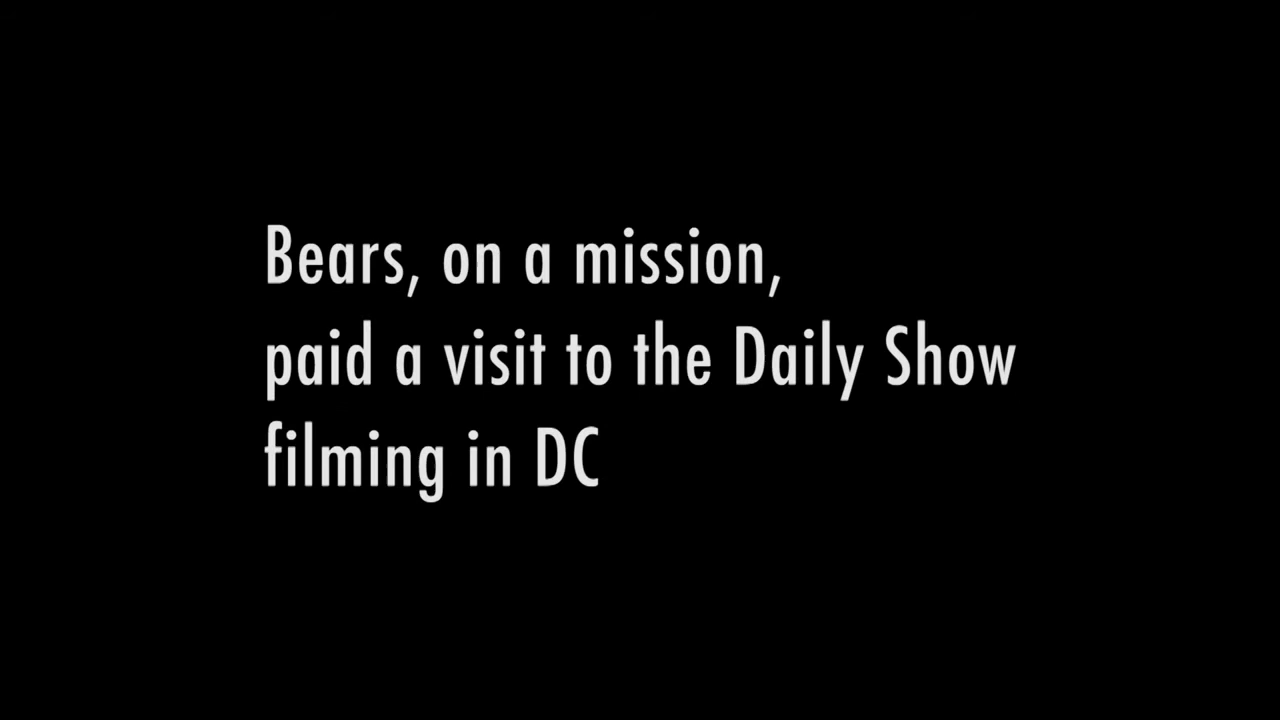 Bears, on a mission,
paid a visit to the Daily Show
filming in DC